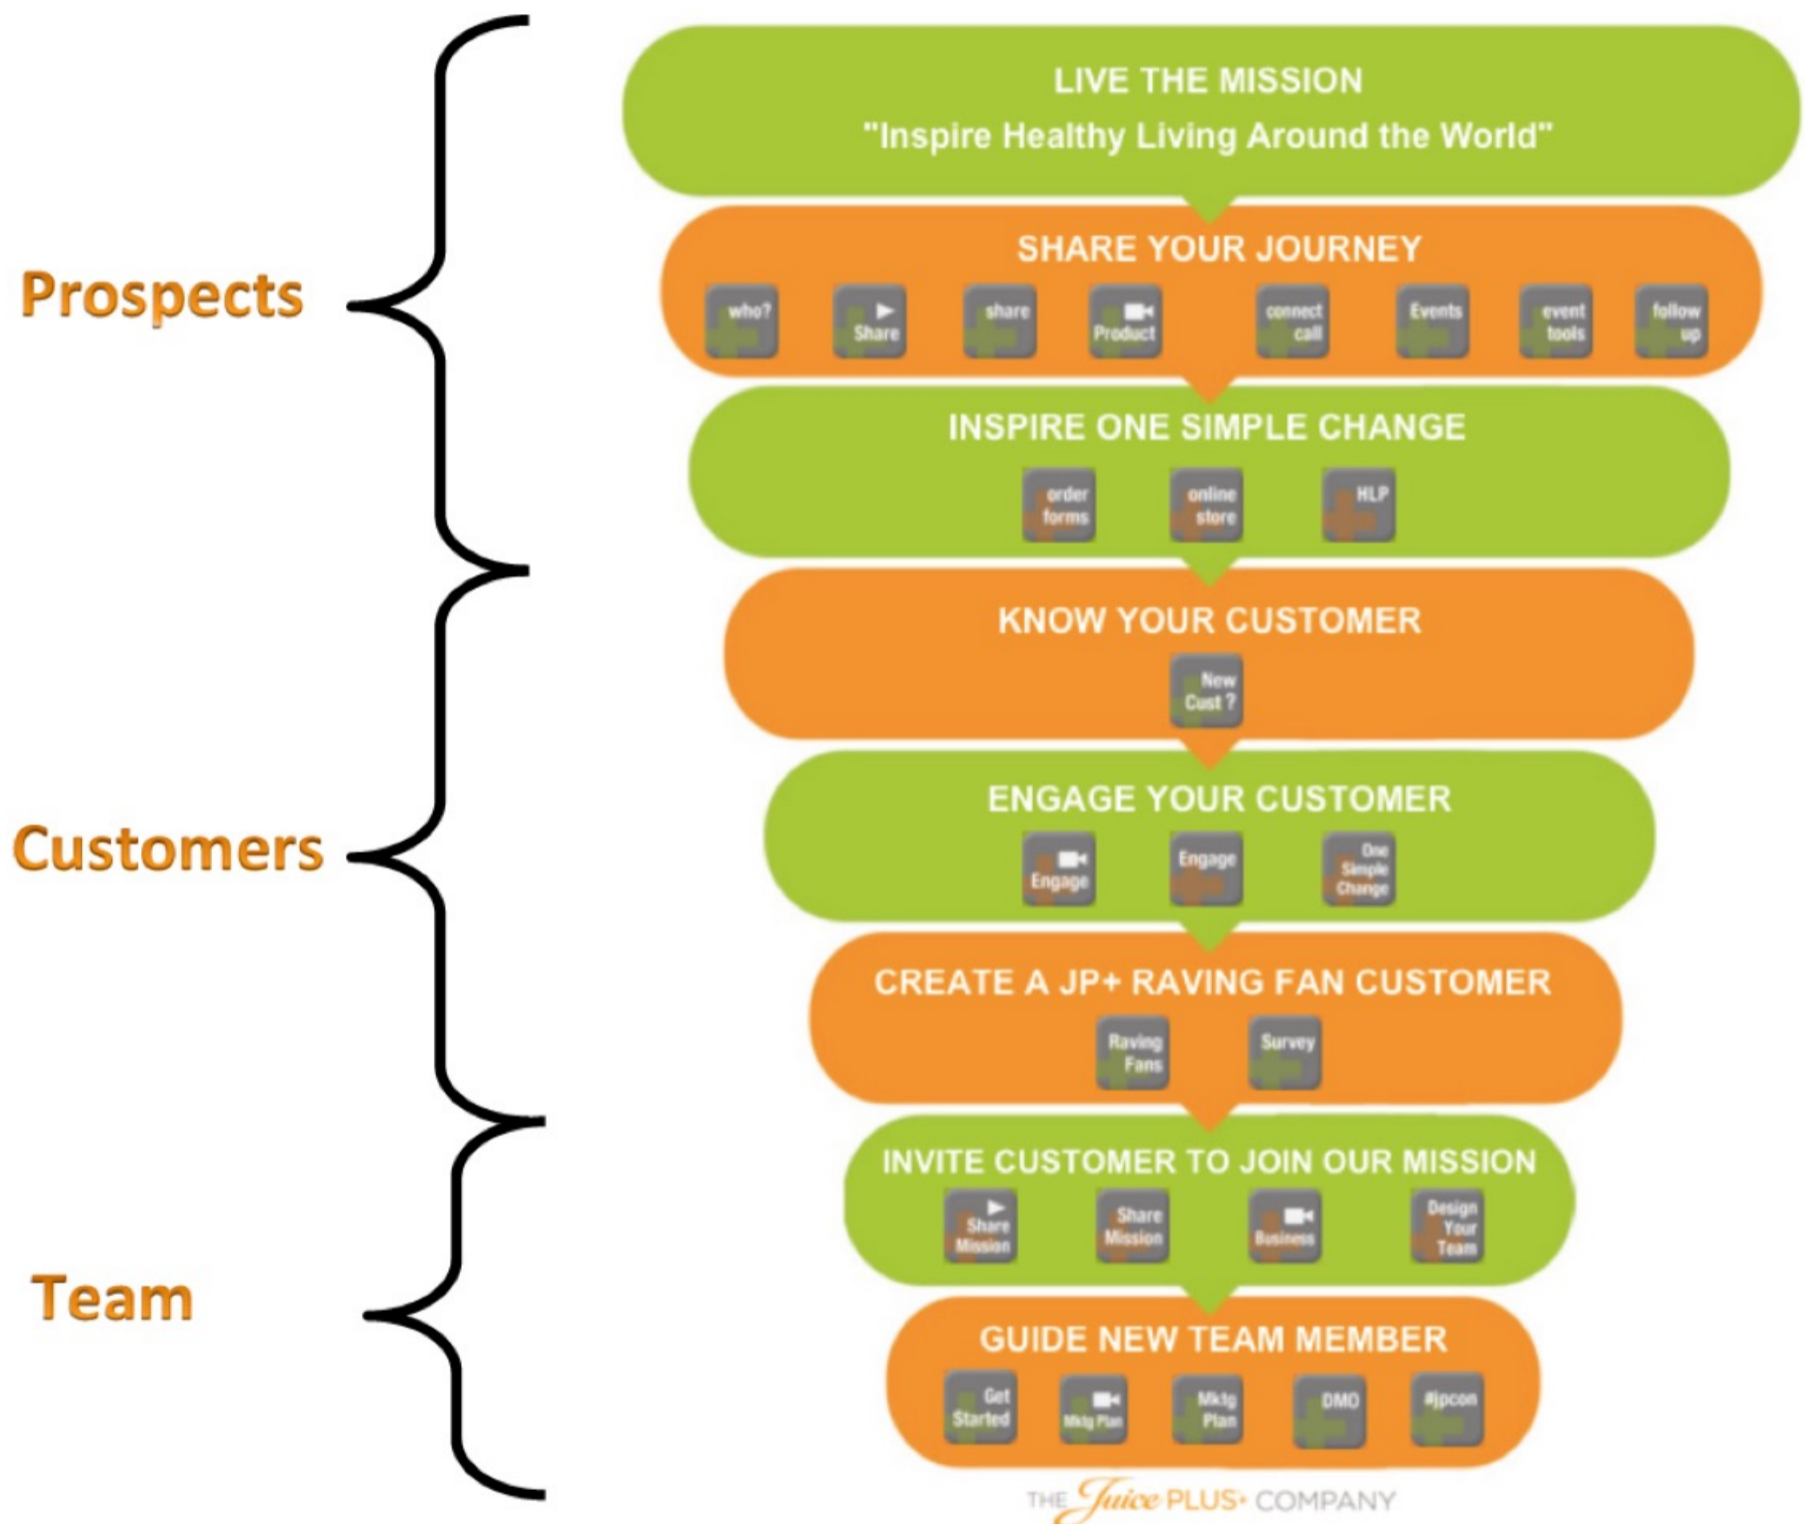 LIVE THE MISSION
"Inspire Healthy Living Around the World"
Prospects
SHARE YOUR JOURNEY
who?
Share
share
Product
connect
call
Events
event
tools
follow
up
INSPIRE ONE SIMPLE CHANGE
order
forms
online
store
HLP
Customers
KNOW YOUR CUSTOMER
New
Cust ?
ENGAGE YOUR CUSTOMER
Engage
Engage
One
Simple
Change
CREATE A JP+ RAVING FAN CUSTOMER
Raving
Fans
Survey
Team
INVITE CUSTOMER TO JOIN OUR MISSION
Share
Mission
Share
Mission
Business
Design
Your
Team
GUIDE NEW TEAM MEMBER
Get
Started
Mktg Plan
Mktg
Plan
DMO
#jpcon
THE Juice PLUS+ COMPANY